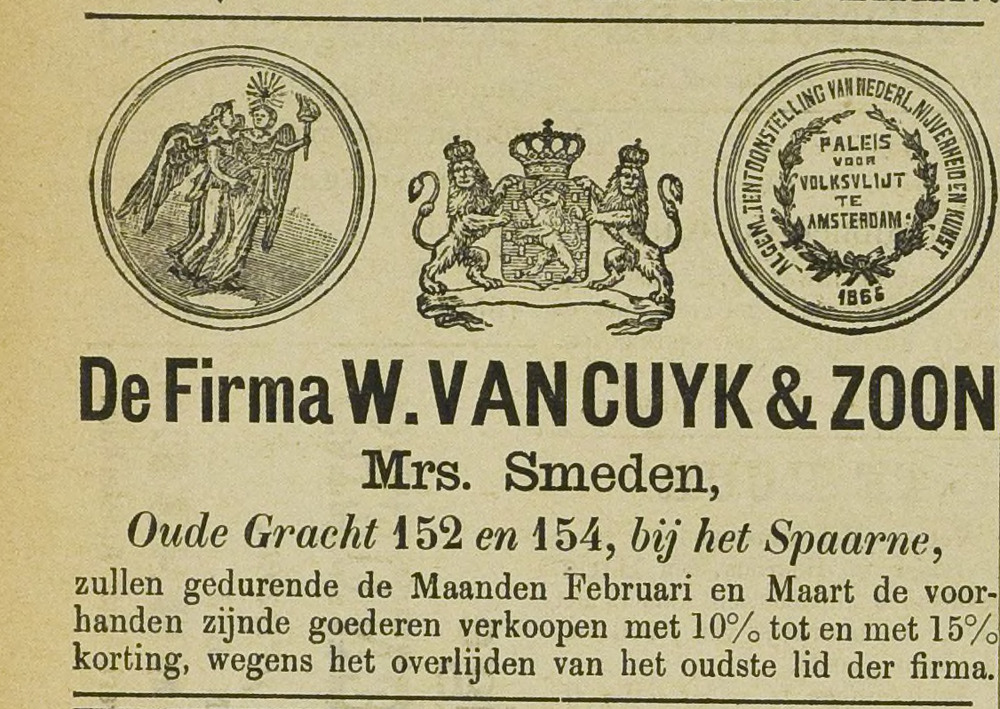 ALGEM. TENTOONSTELLING VAN NEDERL. NIJVERHEID EN KUNST
PALEIS
VOOR
VOLKSVLIJT
TE
AMSTERDAM
1866
De Firma W. VAN CUYK & ZOON
Mrs. Smeden,
Oude Gracht 152 en 154, bij het Spaarne,
zullen gedurende de Maanden Februari en Maart de voor-
handen zijnde goederen verkoopen met 10% tot en met 15%
korting, wegens het overlijden van het oudste lid der firma.